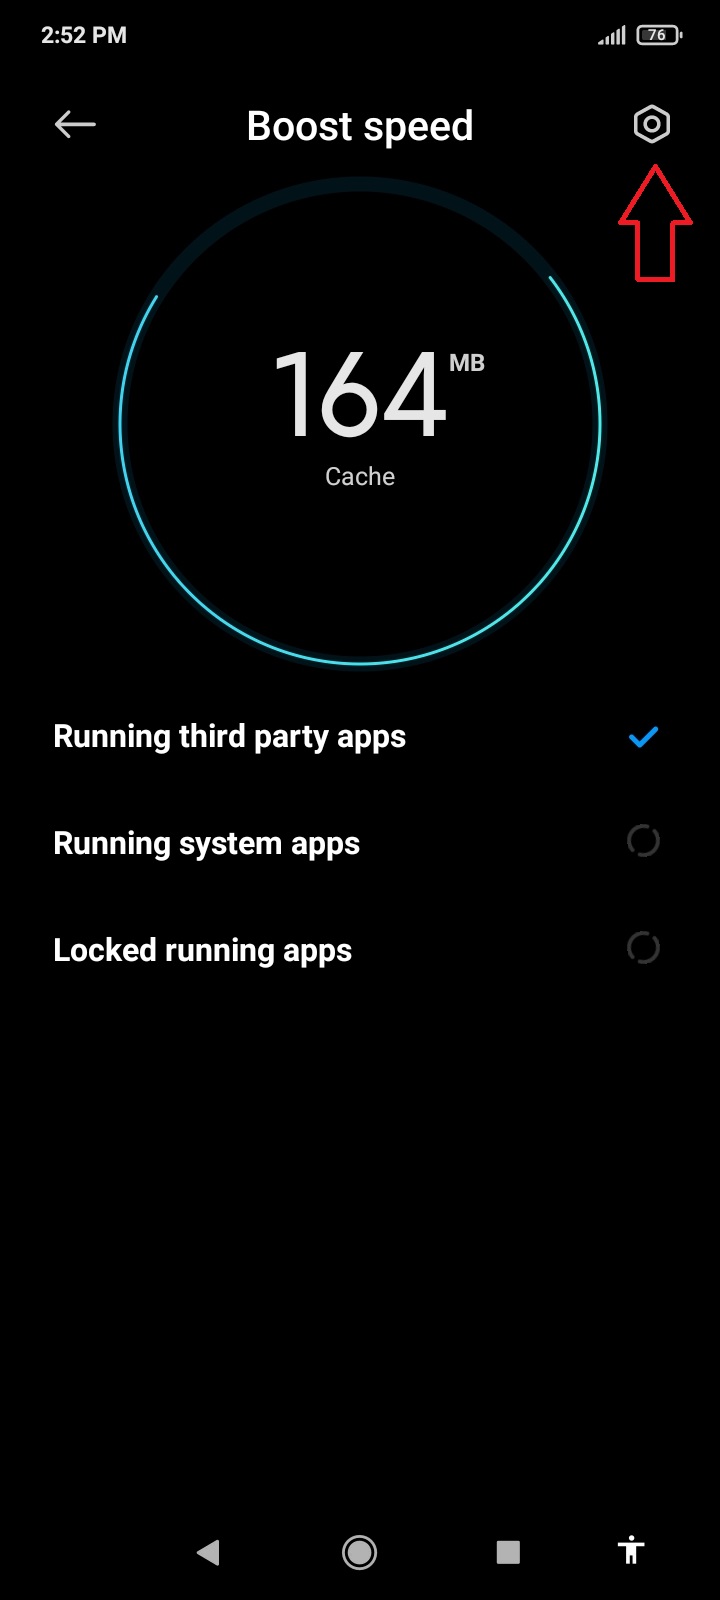 2:52 PM
76
Boost speed
164 MB
Cache
Running third party apps
Running system apps
Locked running apps